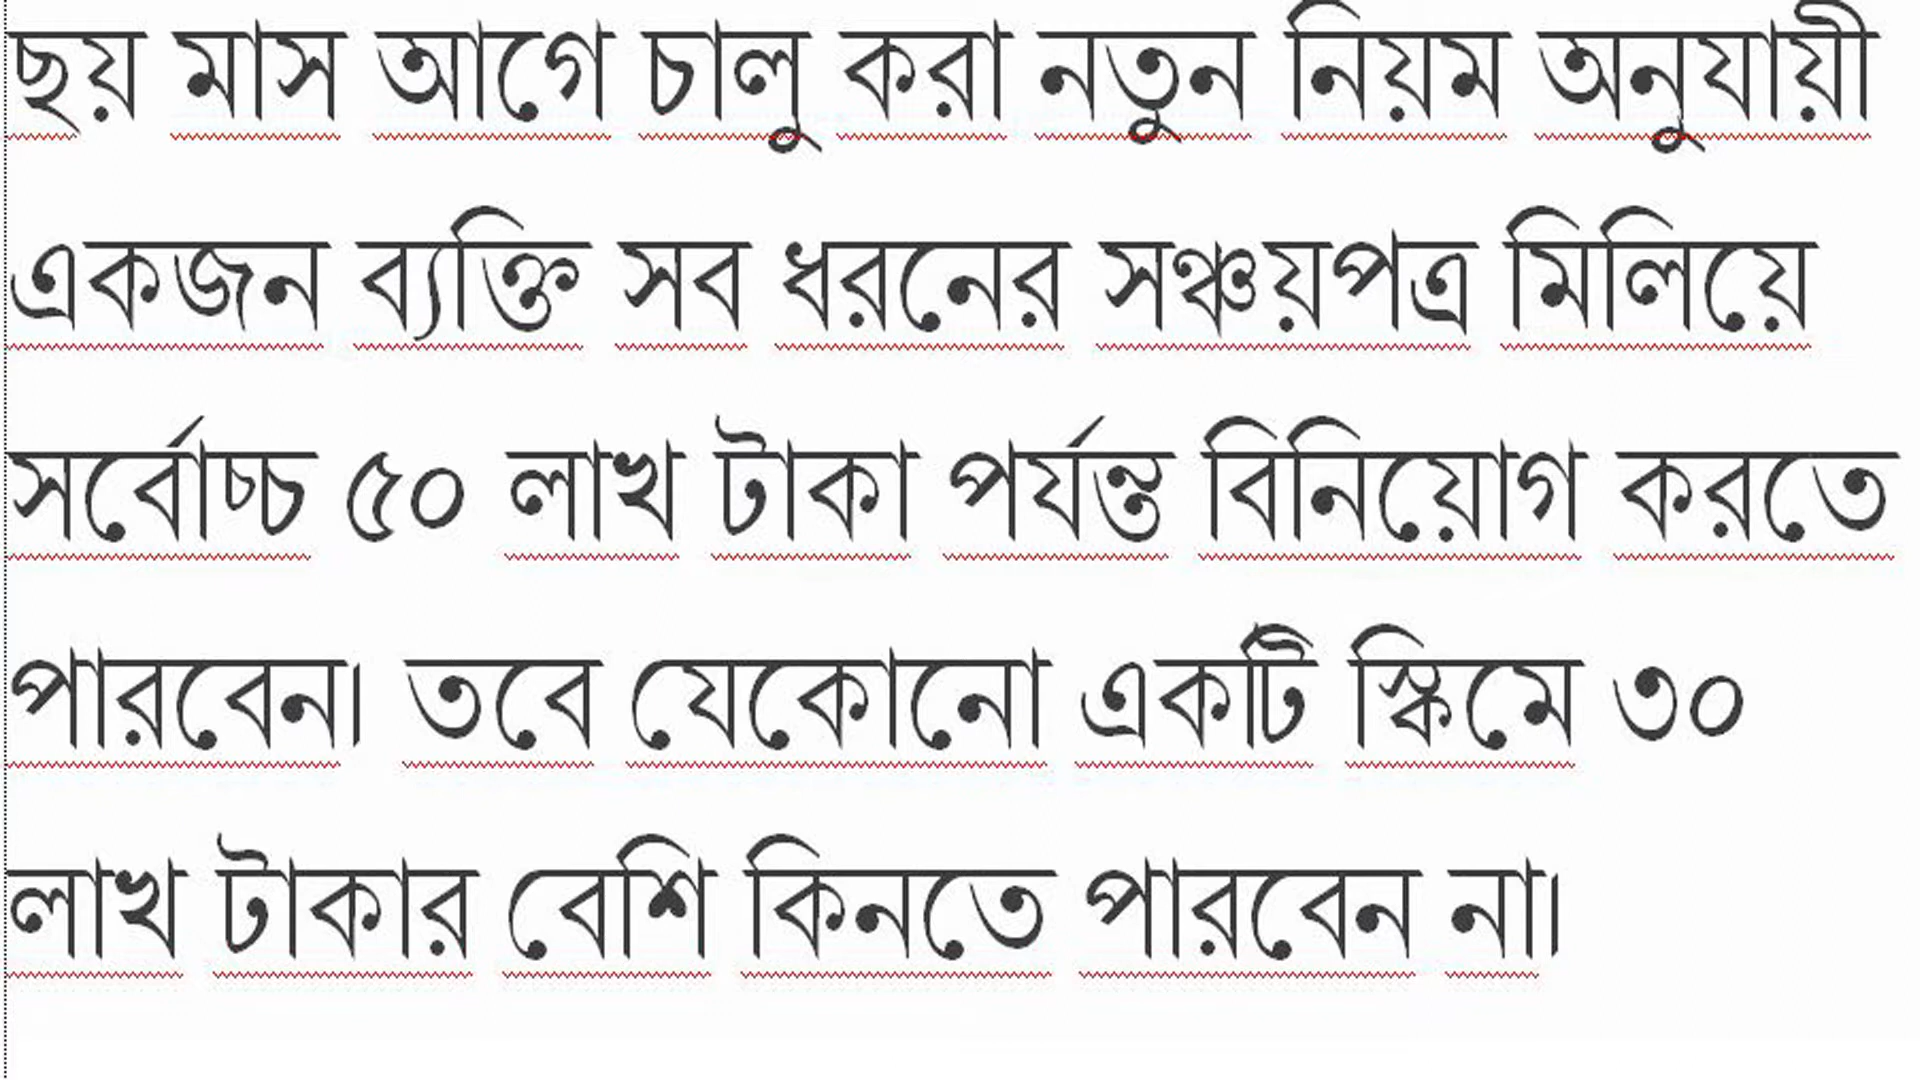 ছয় মাস আগে চালু করা নতুন নিয়ম অনুযায়ী
একজন ব্যক্তি সব ধরনের সঞ্চয়পত্র মিলিয়ে
সর্বোচ্চ ৫০ লাখ টাকা পর্যন্ত বিনিয়োগ করতে
পারবেন। তবে যেকোনো একটি স্কিমে ৩০
লাখ টাকার বেশি কিনতে পারবেন না।